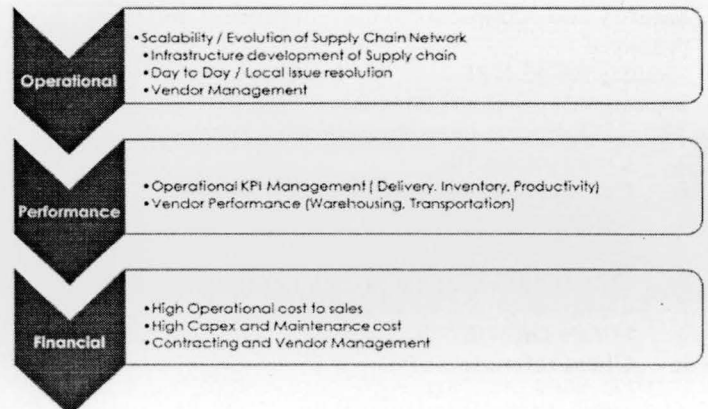 Operational
•Scalability / Evolution of Supply Chain Network
•Infrastructure development of Supply chain
•Day to Day / Local Issue resolution
•Vendor Management
Performance
•Operational KPI Management ( Delivery, Inventory, Productivity)
•Vendor Performance (Warehousing, Transportation)
Financial
•High Operational cost to sales
•High Capex and Maintenance cost
•Contracting and Vendor Management